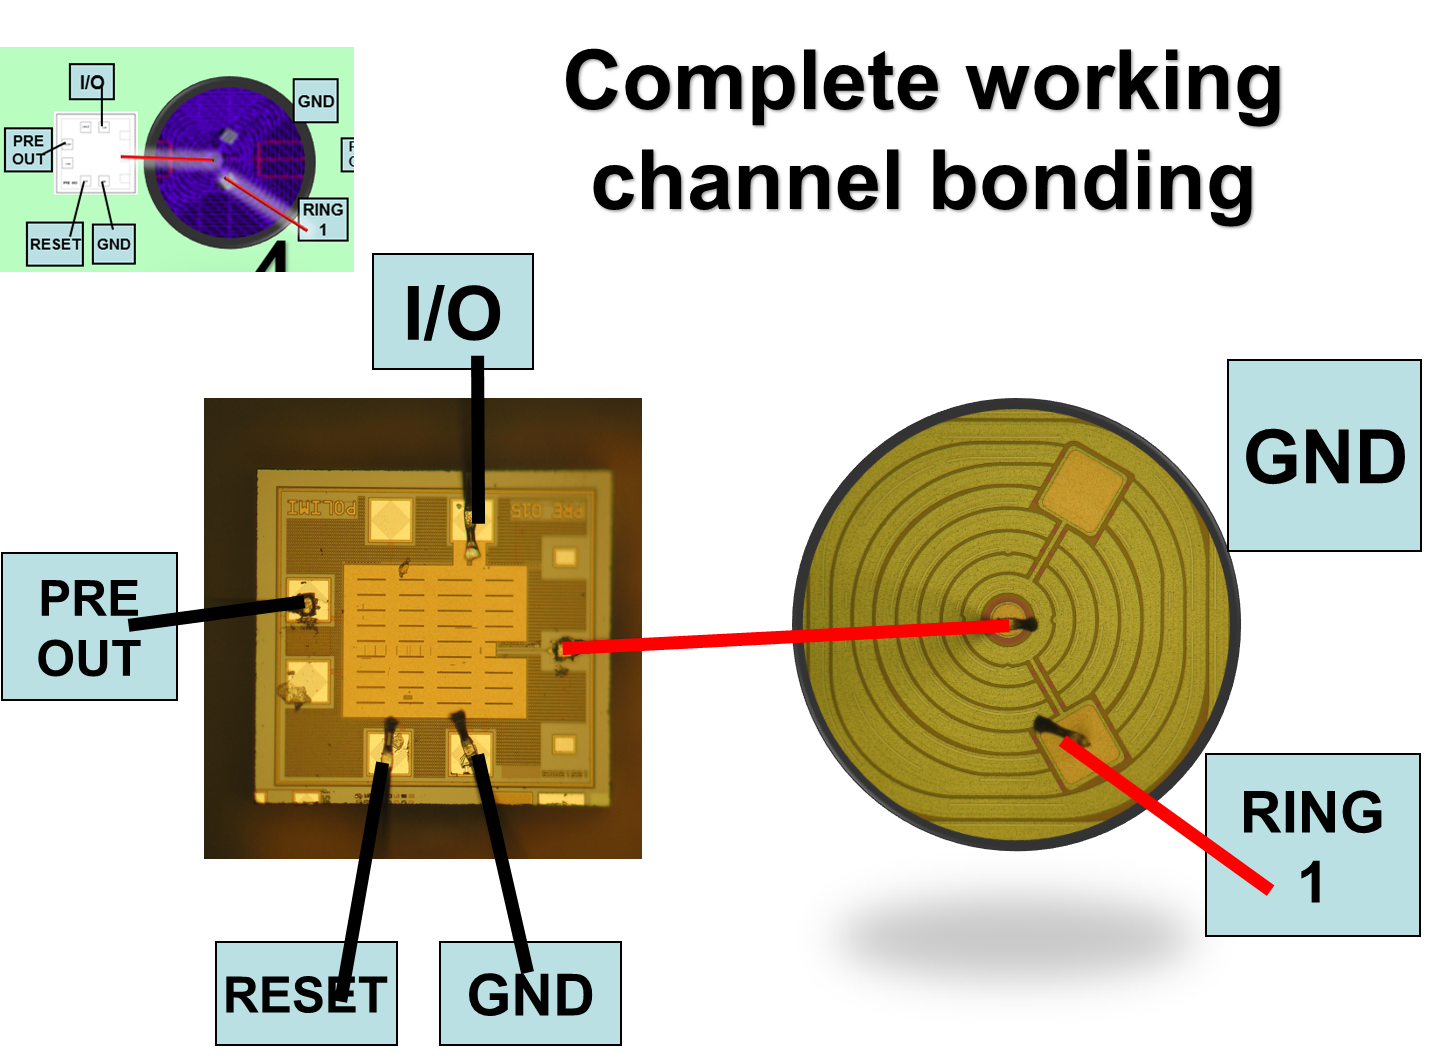 Complete working
channel bonding
I/O
GND
PRE
OUT
RESET
GND
RING
1
4
I/O
GND
PRE
OUT
POLIMI
PRE 015
RING
1
RESET
GND